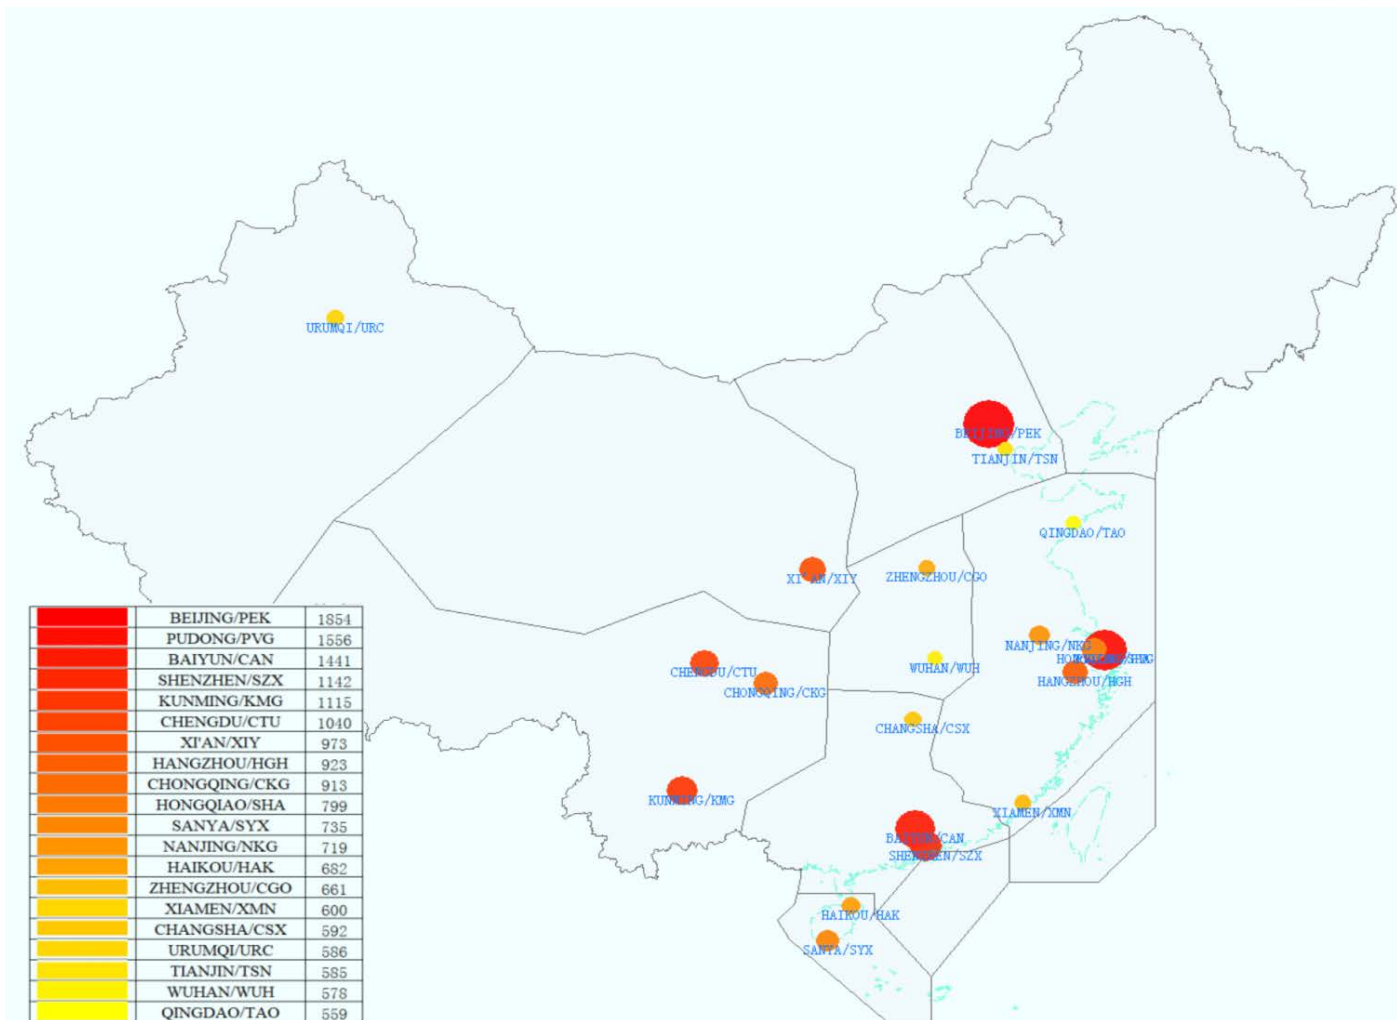 URUMQI/URC
BEIJING/PEK
TIANJIN/TSN
QINGDAO/TAO
XI'AN/XIY
ZHENGZHOU/CGO
NANJING/NKG
WUHAN/WUH
HANGZHOU/HGH
CHENGDU/CTU
CHONGQING/CKG
CHANGSHA/CSX
KUNMING/KMG
XIAMEN/XMN
BAIYUN/CAN
SHENZHEN/SZX
HAIKOU/HAK
SANYA/SYX
BEIJING/PEK 1854
PUDONG/PVG 1556
BAIYUN/CAN 1441
SHENZHEN/SZX 1142
KUNMING/KMG 1115
CHENGDU/CTU 1040
XI'AN/XIY 973
HANGZHOU/HGH 923
CHONGQING/CKG 913
HONGQIAO/SHA 799
SANYA/SYX 735
NANJING/NKG 719
HAIKOU/HAK 682
ZHENGZHOU/CGO 661
XIAMEN/XMN 600
CHANGSHA/CSX 592
URUMQI/URC 586
TIANJIN/TSN 585
WUHAN/WUH 578
QINGDAO/TAO 559